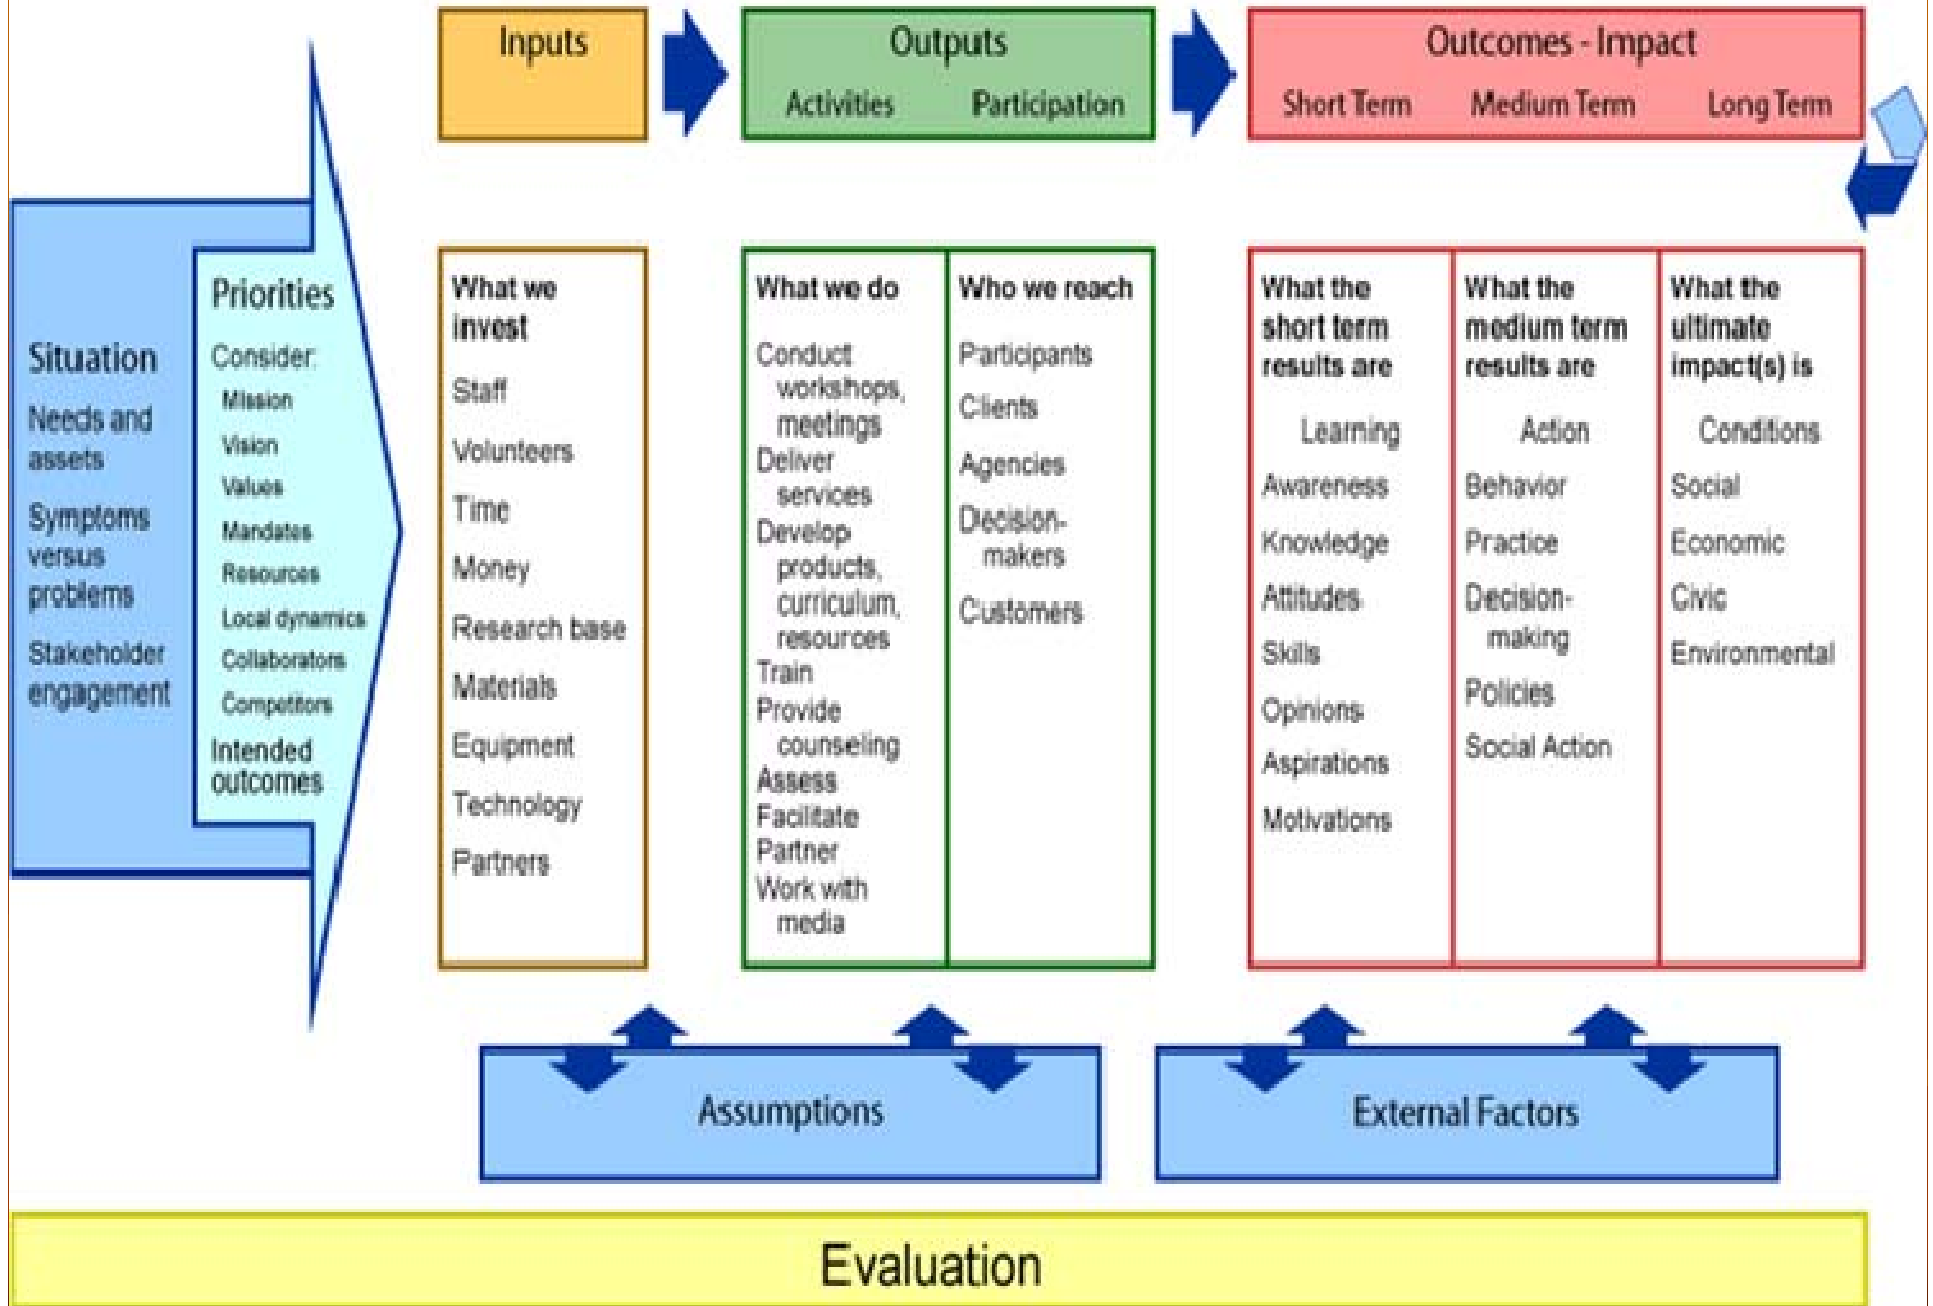 Inputs
Outputs
Activities Participation
Outcomes - Impact
Short Term Medium Term Long Term
Situation
Needs and
assets
Symptoms
versus
problems
Stakeholder
engagement
Priorities
Consider:
Mission
Vision
Values
Mandates
Resources
Local dynamics
Collaborators
Competitors
Intended
outcomes
What we
invest
Staff
Volunteers
Time
Money
Research base
Materials
Equipment
Technology
Partners
What we do
Conduct
workshops,
meetings
Deliver
services
Develop
products,
curriculum,
resources
Train
Provide
counseling
Assess
Facilitate
Partner
Work with
media
Who we reach
Participants
Clients
Agencies
Decision-
makers
Customers
What the
short term
results are
Learning
Awareness
Knowledge
Attitudes
Skills
Opinions
Aspirations
Motivations
What the
medium term
results are
Action
Behavior
Practice
Decision-
making
Policies
Social Action
What the
ultimate
impact(s) is
Conditions
Social
Economic
Civic
Environmental
Assumptions
External Factors
Evaluation